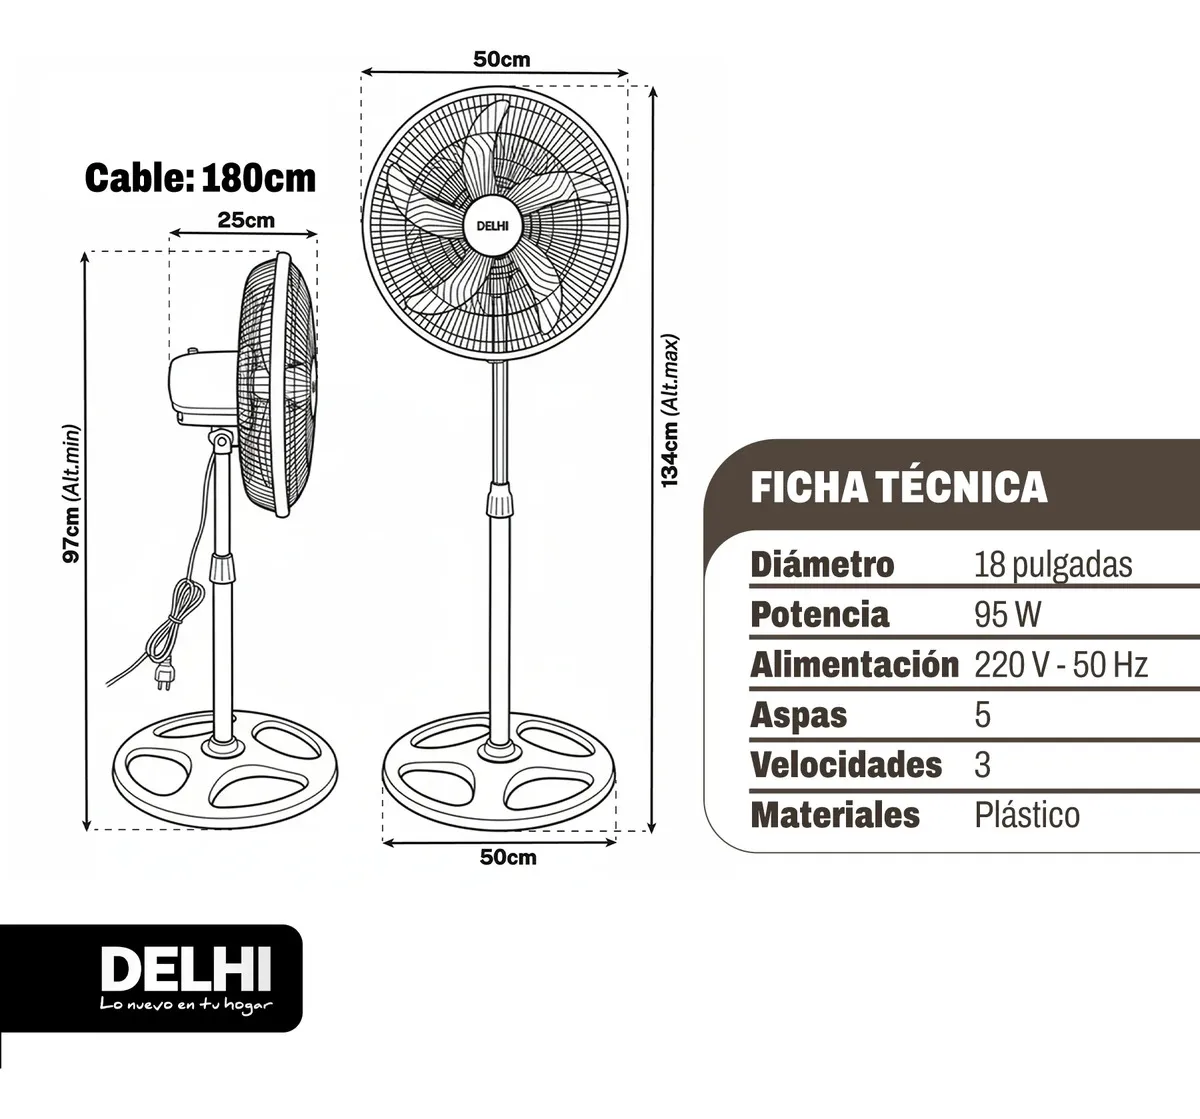 50cm
Cable: 180cm
25cm
DELHI
97cm (Alt.min)
134cm (Alt.max)
50cm
FICHA TÉCNICA
Diámetro 18 pulgadas
Potencia 95 W
Alimentación 220 V - 50 Hz
Aspas 5
Velocidades 3
Materiales Plástico
DELHI
Lo nuevo en tu hogar